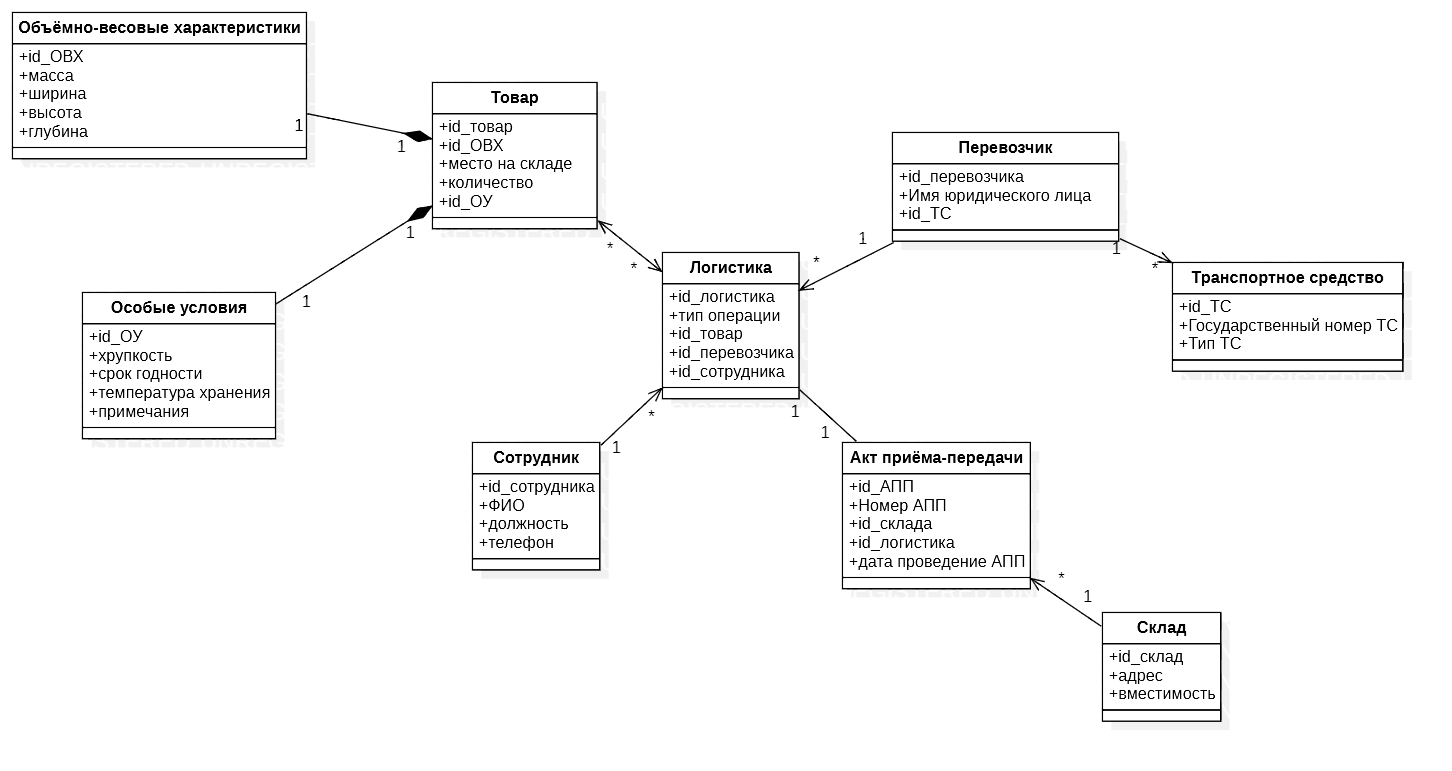 Объёмно-весовые характеристики
+id_ОВХ
+масса
+ширина
+высота
+глубина
1
1
Товар
+id_товар
+id_ОВХ
+место на складе
+количество
+id_ОУ
1
1
*
*
Особые условия
+id_ОУ
+хрупкость
+срок годности
+температура хранения
+примечания
Перевозчик
+id_перевозчика
+Имя юридического лица
+id_ТС
1
*
1
*
Транспортное средство
+id_ТС
+Государственный номер ТС
+Тип ТС
Логистика
+id_логистика
+тип операции
+id_товар
+id_перевозчика
+id_сотрудника
*
1
1
1
Сотрудник
+id_сотрудника
+ФИО
+должность
+телефон
Акт приёма-передачи
+id_АПП
+Номер АПП
+id_склада
+id_логистика
+дата проведение АПП
*
1
Склад
+id_склад
+адрес
+вместимость